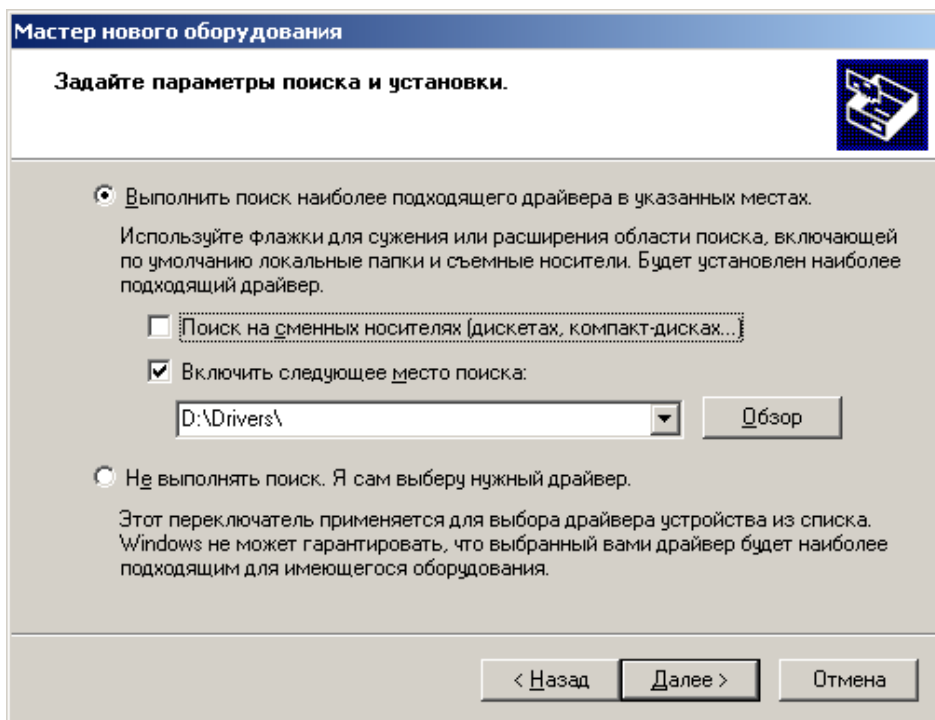 Мастер нового оборудования
Задайте параметры поиска и установки.
Выполнить поиск наиболее подходящего драйвера в указанных местах.
Используйте флажки для сужения или расширения области поиска, включающей
по умолчанию локальные папки и съемные носители. Будет установлен наиболее
подходящий драйвер.
Поиск на сменных носителях (дискетах, компакт-дисках...)
Включить следующее место поиска:
D:\Drivers\
Обзор
Не выполнять поиск. Я сам выберу нужный драйвер.
Этот переключатель применяется для выбора драйвера устройства из списка.
Windows не может гарантировать, что выбранный вами драйвер будет наиболее
подходящим для имеющегося оборудования.
< Назад
Далее >
Отмена